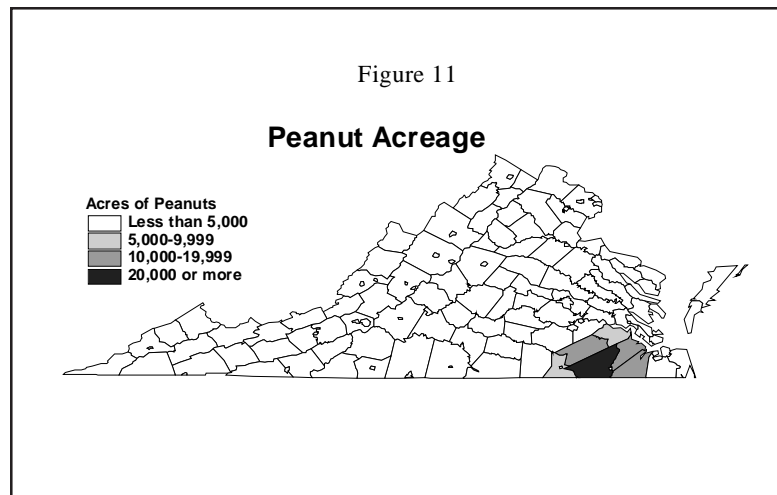 Figure 11
Peanut Acreage
Acres of Peanuts
Less than 5,000
5,000-9,999
10,000-19,999
20,000 or more